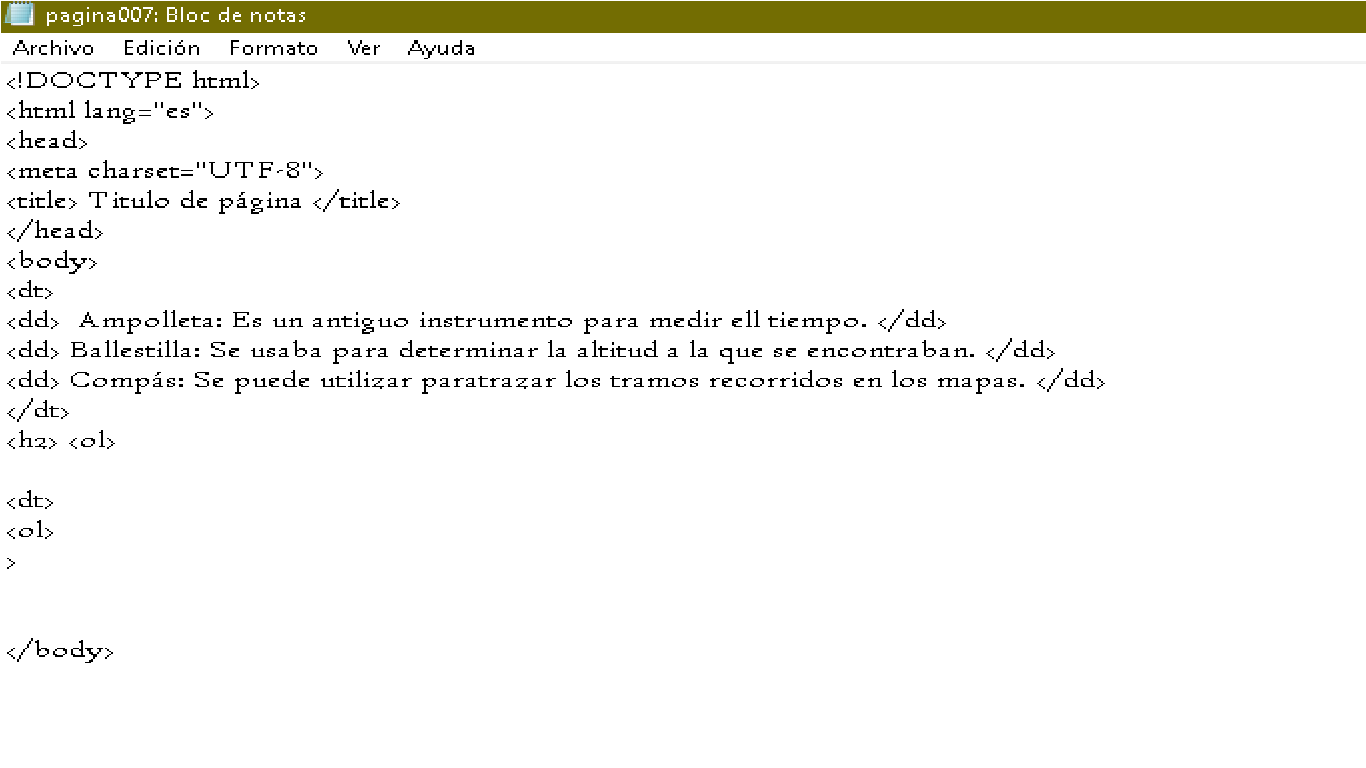 pagina007: Bloc de notas
Archivo Edición Formato Ver Ayuda
<!DOCTYPE html>
<html lang="es">
<head>
<meta charset="UTF-8">
<title> Titulo de página </title>
</head>
<body>
<dt>
<dd>  Ampolleta: Es un antiguo instrumento para medir ell tiempo. </dd>
<dd> Ballestilla: Se usaba para determinar la altitud a la que se encontraban. </dd>
<dd> Compás: Se puede utilizar paratrazar los tramos recorridos en los mapas. </dd>
</dt>
<h2> <ol>
<dt>
<ol>
>
</body>